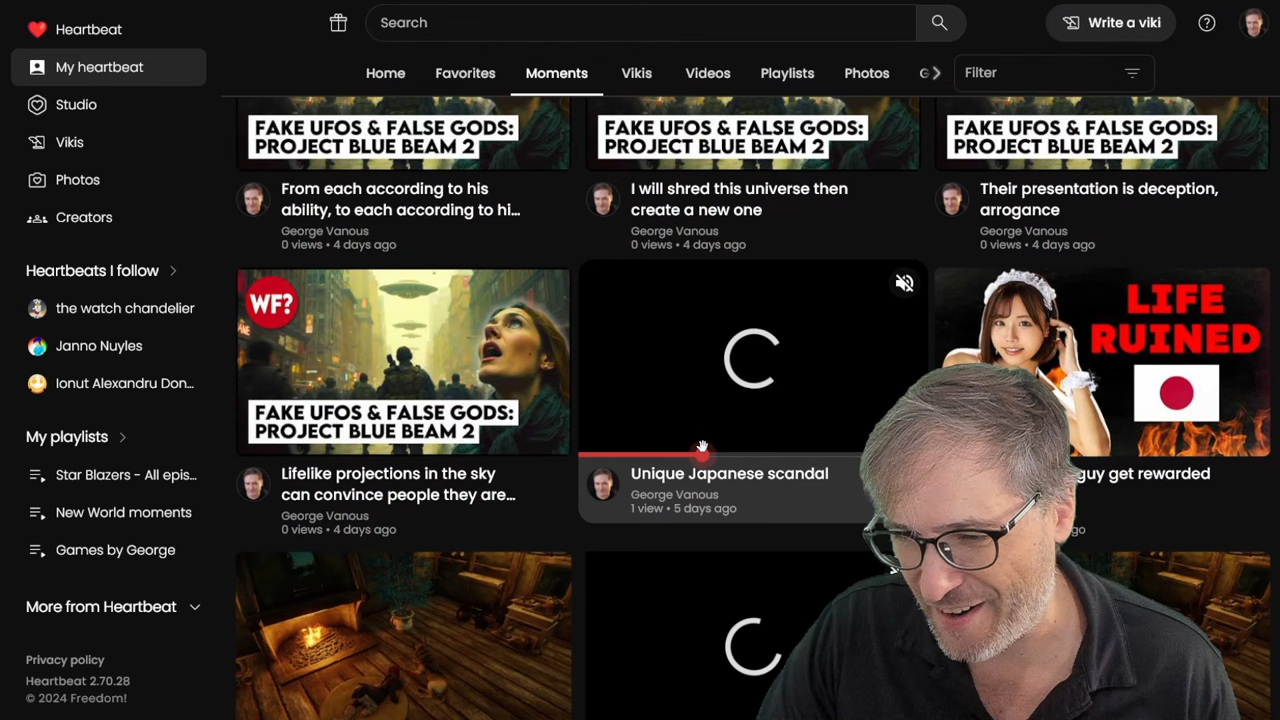 Heartbeat
Search
Write a viki
My heartbeat
Home Favorites Moments Vikis Videos Playlists Photos
Filter
Studio
Vikis
Photos
Creators
Heartbeats I follow
the watch chandelier
Janno Nuyles
Ionut Alexandru Don...
My playlists
Star Blazers - All epis...
New World moments
Games by George
More from Heartbeat
Privacy policy
Heartbeat 2.70.28
© 2024 Freedom!
FAKE UFOS & FALSE GODS:
PROJECT BLUE BEAM 2
From each according to his
ability, to each according to hi...
George Vanous
0 views • 4 days ago
FAKE UFOS & FALSE GODS:
PROJECT BLUE BEAM 2
I will shred this universe then
create a new one
George Vanous
0 views • 4 days ago
FAKE UFOS & FALSE GODS:
PROJECT BLUE BEAM 2
Their presentation is deception,
arrogance
George Vanous
0 views • 4 days ago
WF?
FAKE UFOS & FALSE GODS:
PROJECT BLUE BEAM 2
Lifelike projections in the sky
can convince people they are...
George Vanous
0 views • 4 days ago
Unique Japanese scandal
George Vanous
1 view • 5 days ago
LIFE
RUINED
guy get rewarded